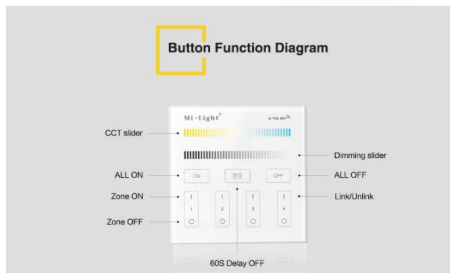 Button Function Diagram
Mi·Light®
CCT slider
Dimming slider
ALL ON
ON
60S
OFF
ALL OFF
Zone ON
I I I I
Link/Unlink
1 2 3 4
Zone OFF
60S Delay OFF